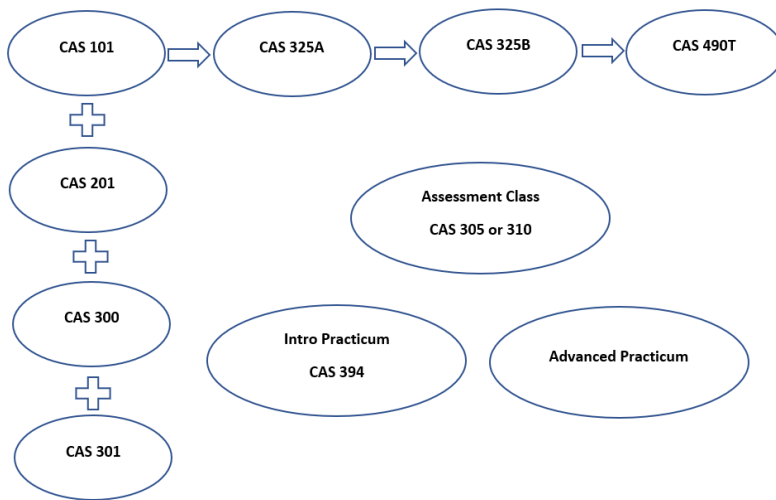 CAS 101
CAS 325A
CAS 325B
CAS 490T
CAS 201
Assessment Class
CAS 305 or 310
CAS 300
Intro Practicum
CAS 394
Advanced Practicum
CAS 301